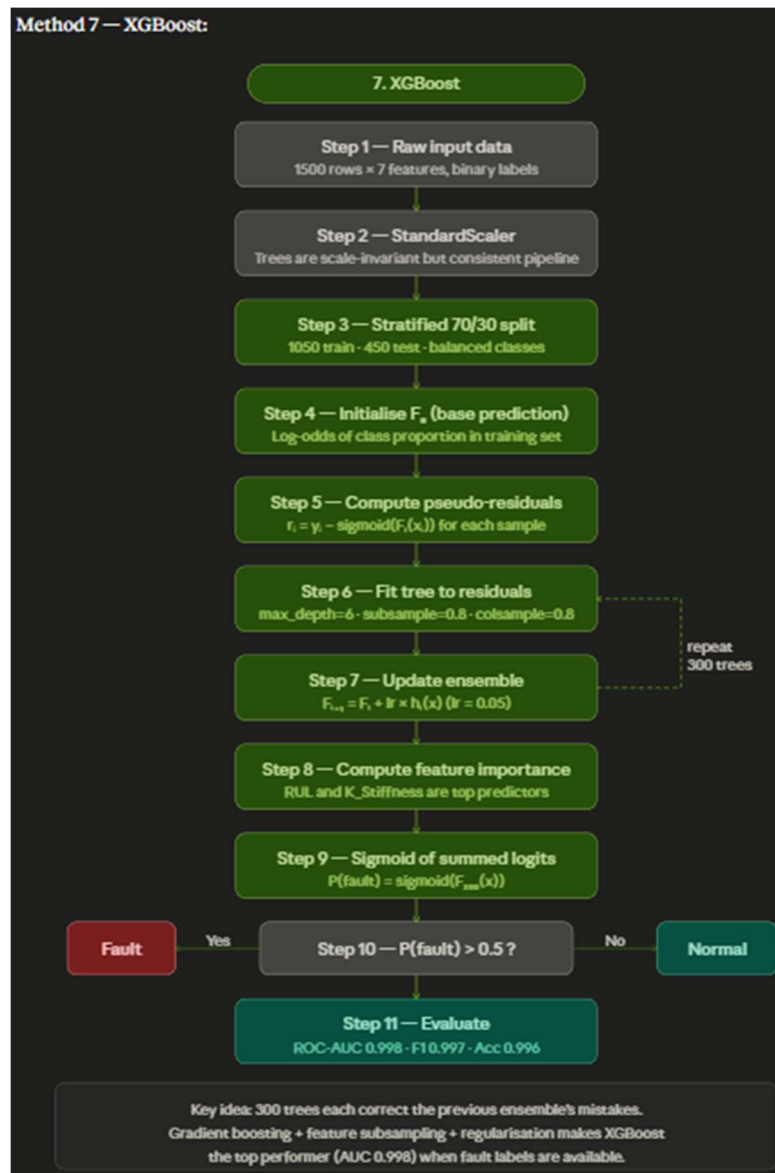 Method 7 — XGBoost:
7. XGBoost
Step 1 — Raw input data
1500 rows × 7 features, binary labels
Step 2 — StandardScaler
Trees are scale-invariant but consistent pipeline
Step 3 — Stratified 70/30 split
1050 train · 450 test · balanced classes
Step 4 — Initialise F₀ (base prediction)
Log-odds of class proportion in training set
Step 5 — Compute pseudo-residuals
rᵢ = yᵢ − sigmoid(Fₜ(xᵢ)) for each sample
Step 6 — Fit tree to residuals
max_depth=6 · subsample=0.8 · colsample=0.8
repeat
300 trees
Step 7 — Update ensemble
Fₜ₊₁ = Fₜ + lr × hₜ(x) (lr = 0.05)
Step 8 — Compute feature importance
RUL and K_Stiffness are top predictors
Step 9 — Sigmoid of summed logits
P(fault) = sigmoid(F₃₀₀(x))
Fault
Yes
Step 10 — P(fault) > 0.5 ?
No
Normal
Step 11 — Evaluate
ROC-AUC 0.998 · F1 0.997 · Acc 0.996
Key idea: 300 trees each correct the previous ensemble's mistakes.
Gradient boosting + feature subsampling + regularisation makes XGBoost
the top performer (AUC 0.998) when fault labels are available.